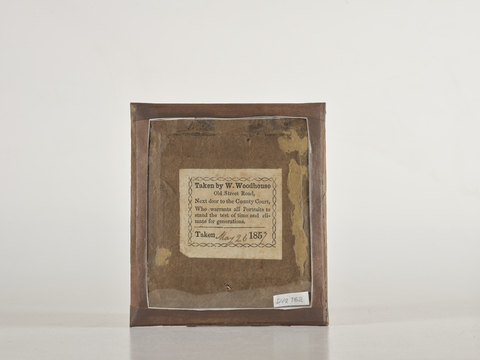 Taken by W. Woodhouse
Old Street Road,
Next door to the County Court,
Who warrants all Portraits to
stand the test of time and cli-
mate for generations.
Taken May 26 1857